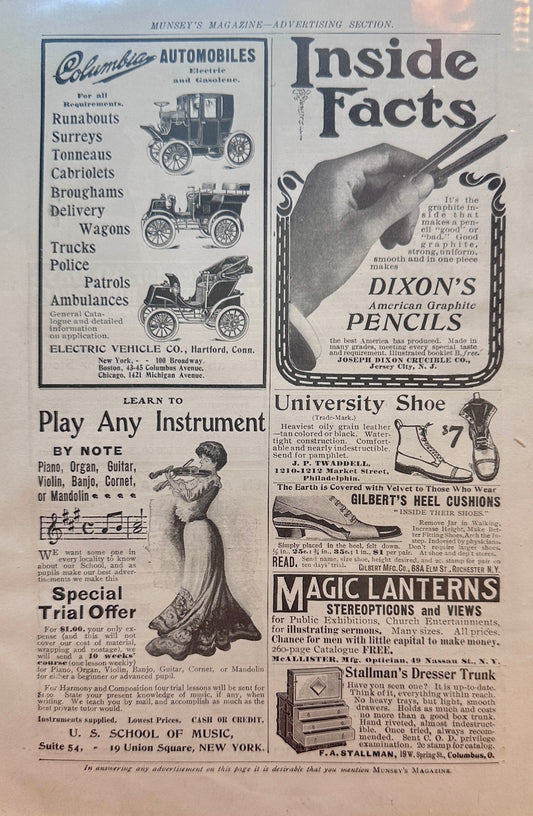 MUNSEY'S MAGAZINE—ADVERTISING SECTION.
Columbia AUTOMOBILES
Electric
and Gasolene.
For all
Requirements.
Runabouts
Surreys
Tonneaus
Cabriolets
Broughams
Delivery
Wagons
Trucks
Police
Patrols
Ambulances
General Cata-
logue and detailed
information
on application.
ELECTRIC VEHICLE CO., Hartford, Conn.
New York, - - 100 Broadway.
Boston, 43-45 Columbus Avenue.
Chicago, 1421 Michigan Avenue.
Inside
Facts
It's the
graphite in-
side that
makes a pen-
cil "good" or
"bad." Good
graphite,
strong, uniform,
smooth and in one piece
makes
DIXON'S
American Graphite
PENCILS
the best America has produced. Made in
many grades, meeting every special taste
and requirement. Illustrated booklet B, free.
JOSEPH DIXON CRUCIBLE CO.,
Jersey City, N. J.
LEARN TO
Play Any Instrument
BY NOTE
Piano, Organ, Guitar,
Violin, Banjo, Cornet,
or Mandolin
WE want some one in
every locality to know
about our School, and as
pupils make our best adver-
tisements we make this
Special
Trial Offer
For $1.00, your only ex-
pense (and this will not
cover our cost of material,
wrapping and postage), we
will send a 10 weeks'
course (one lesson weekly)
for Piano, Organ, Violin, Banjo, Guitar, Cornet, or Mandolin
for either a beginner or advanced pupil.
For Harmony and Composition four trial lessons will be sent for
$1.00. State your present knowledge of music, if any, when
writing. We teach you by mail, and accomplish as much as the
best private tutor would.
Instruments supplied. Lowest Prices. CASH OR CREDIT.
U. S. SCHOOL OF MUSIC,
Suite 54, - 19 Union Square, NEW YORK.
University Shoe
(Trade-Mark.)
Heaviest oily grain leather
—tan colored or black. Water-
tight construction. Comfort-
able and nearly indestructible.
Send for pamphlet.
J. P. TWADDELL,
1210-1212 Market Street,
Philadelphia.
$7
The Earth is Covered with Velvet to Those Who Wear
GILBERT'S HEEL CUSHIONS
"INSIDE THEIR SHOES."
Remove Jar in Walking,
Increase Height, Make Bet-
ter Fitting Shoes, Arch the In-
step. Indorsed by physicians.
Simply placed in the heel, felt down. Don't require larger shoes.
½ in., 25c.; ¾ in., 35c.; 1 in., $1 per pair. At shoe and dep't stores.
READ. Send name, size shoe, height desired, and 2c. stamp for pair on
ten days' trial. GILBERT MFG. CO., 88A ELM ST., ROCHESTER N.Y.
MAGIC LANTERNS
STEREOPTICONS and VIEWS
for Public Exhibitions, Church Entertainments,
for illustrating sermons. Many sizes. All prices.
Chance for men with little capital to make money.
260-page Catalogue FREE.
McALLISTER, Mfg. Optician, 49 Nassau St., N. Y.
Stallman's Dresser Trunk
Have you seen one? It is up-to-date.
Think of it, everything within reach.
No heavy trays, but light, smooth
drawers. Holds as much and costs
no more than a good box trunk.
Hand riveted, almost indestruct-
ible. Once tried, always recom-
mended. Sent C. O. D. privilege
examination. 2c stamp for catalog.
F. A. STALLMAN, 19 W. Spring St., Columbus, O.
In answering any advertisement on this page it is desirable that you mention MUNSEY'S MAGAZINE.